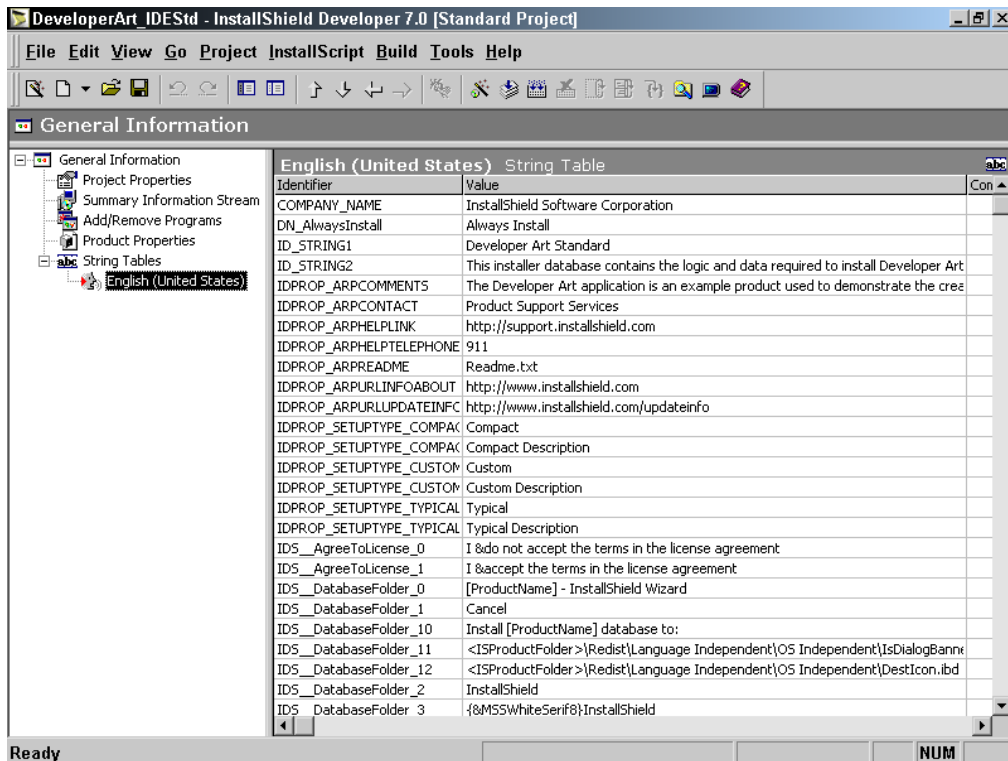 DeveloperArt_IDEStd - InstallShield Developer 7.0 [Standard Project]
File Edit View Go Project InstallScript Build Tools Help
General Information
General Information
Project Properties
Summary Information Stream
Add/Remove Programs
Product Properties
abc String Tables
English (United States)
English (United States) String Table abc
Identifier Value Con
COMPANY_NAME InstallShield Software Corporation
DN_AlwaysInstall Always Install
ID_STRING1 Developer Art Standard
ID_STRING2 This installer database contains the logic and data required to install Developer Art
IDPROP_ARPCOMMENTS The Developer Art application is an example product used to demonstrate the crea
IDPROP_ARPCONTACT Product Support Services
IDPROP_ARPHELPLINK http://support.installshield.com
IDPROP_ARPHELPTELEPHONE 911
IDPROP_ARPREADME Readme.txt
IDPROP_ARPURLINFOABOUT http://www.installshield.com
IDPROP_ARPURLUPDATEINFC http://www.installshield.com/updateinfo
IDPROP_SETUPTYPE_COMPAC Compact
IDPROP_SETUPTYPE_COMPAC Compact Description
IDPROP_SETUPTYPE_CUSTOM Custom
IDPROP_SETUPTYPE_CUSTOM Custom Description
IDPROP_SETUPTYPE_TYPICAL Typical
IDPROP_SETUPTYPE_TYPICAL Typical Description
IDS__AgreeToLicense_0 I &do not accept the terms in the license agreement
IDS__AgreeToLicense_1 I &accept the terms in the license agreement
IDS__DatabaseFolder_0 [ProductName] - InstallShield Wizard
IDS__DatabaseFolder_1 Cancel
IDS__DatabaseFolder_10 Install [ProductName] database to:
IDS__DatabaseFolder_11 <ISProductFolder>\Redist\Language Independent\OS Independent\IsDialogBanne
IDS__DatabaseFolder_12 <ISProductFolder>\Redist\Language Independent\OS Independent\DestIcon.ibd
IDS__DatabaseFolder_2 InstallShield
IDS__DatabaseFolder_3 {&MSSWhiteSerif8}InstallShield
Ready NUM